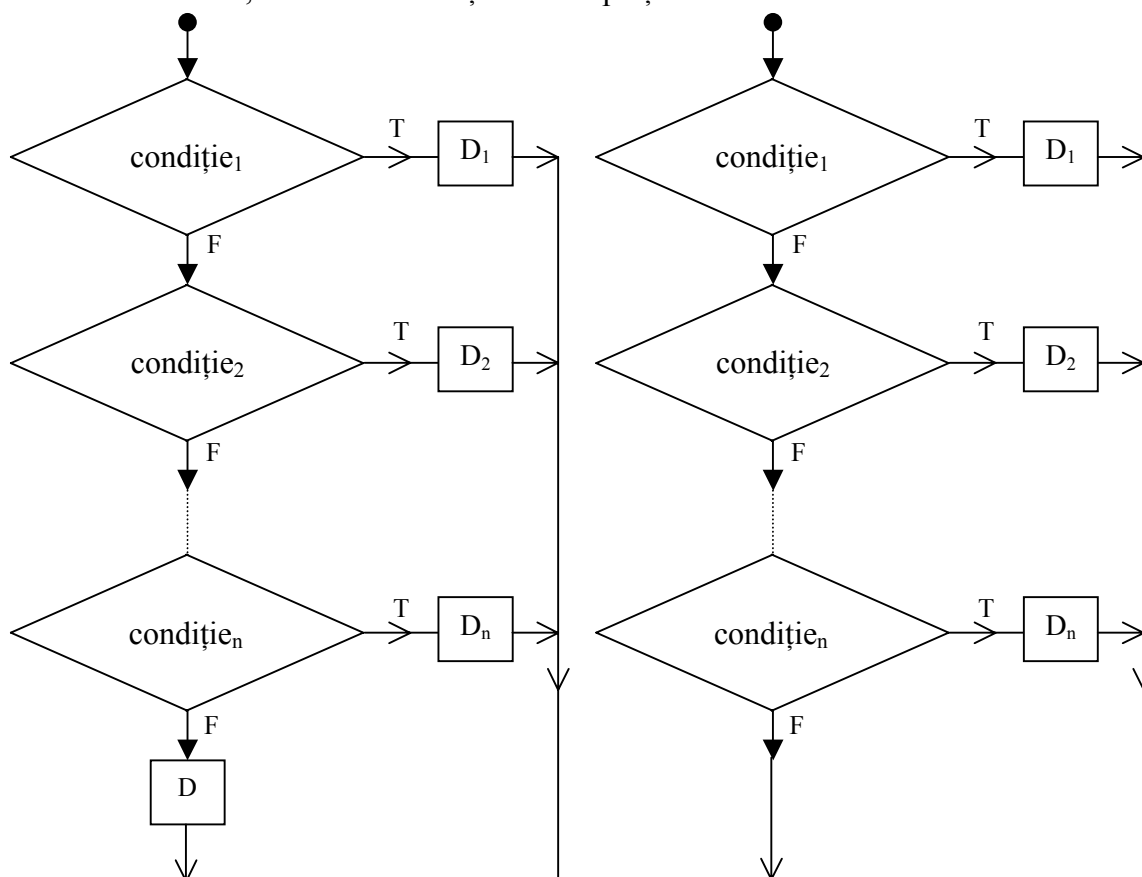 T D₁ T D₁
condiție₁ condiție₁
F F
T D₂ T D₂
condiție₂ condiție₂
F F
T Dₙ T Dₙ
condițieₙ condițieₙ
F F
D